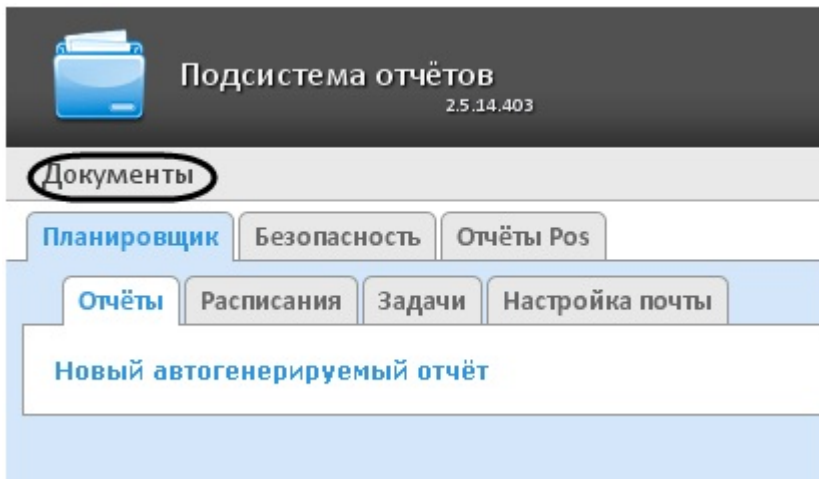 Подсистема отчётов
2.5.14.403
Документы
Планировщик Безопасность Отчёты Pos
Отчёты Расписания Задачи Настройка почты
Новый автогенерируемый отчёт